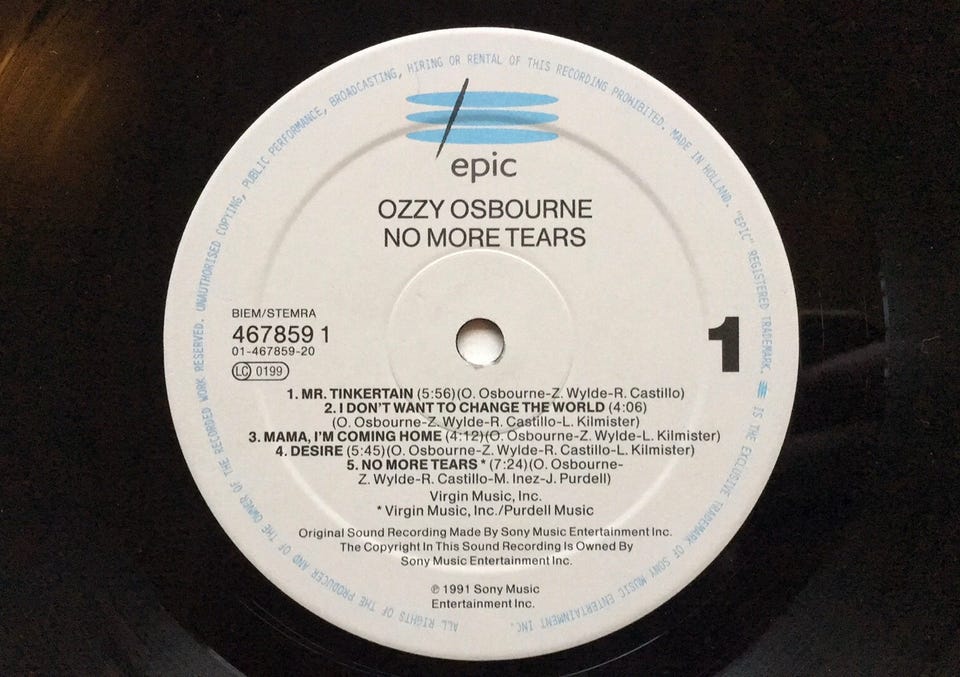 ALL RIGHTS OF THE PRODUCER AND OF THE OWNER OF THE RECORDED WORK RESERVED. UNAUTHORISED COPYING, PUBLIC PERFORMANCE, BROADCASTING, HIRING OR RENTAL OF THIS RECORDING PROHIBITED. MADE IN HOLLAND. "EPIC" REGISTERED TRADEMARK. IS THE EXCLUSIVE TRADEMARK OF SONY MUSIC ENTERTAINMENT INC.
epic
OZZY OSBOURNE
NO MORE TEARS
BIEM/STEMRA
467859 1
01-467859-20
LC 0199
1
1. MR. TINKERTAIN (5:56)(O. Osbourne-Z. Wylde-R. Castillo)
2. I DON'T WANT TO CHANGE THE WORLD (4:06)
(O. Osbourne-Z. Wylde-R. Castillo-L. Kilmister)
3. MAMA, I'M COMING HOME (4:12)(O. Osbourne-Z. Wylde-L. Kilmister)
4. DESIRE (5:45)(O. Osbourne-Z. Wylde-R. Castillo-L. Kilmister)
5. NO MORE TEARS * (7:24)(O. Osbourne-
Z. Wylde-R. Castillo-M. Inez-J. Purdell)
Virgin Music, Inc.
* Virgin Music, Inc./Purdell Music
Original Sound Recording Made By Sony Music Entertainment Inc.
The Copyright In This Sound Recording Is Owned By
Sony Music Entertainment Inc.
℗ 1991 Sony Music
Entertainment Inc.